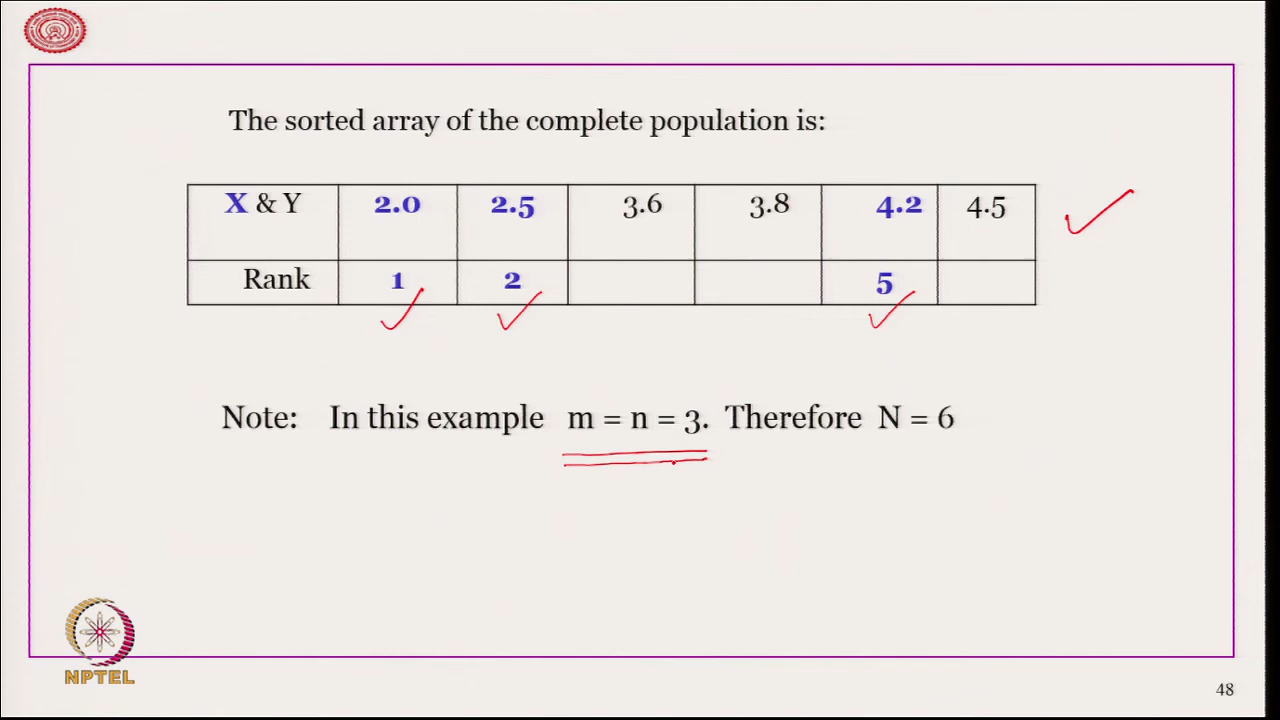 The sorted array of the complete population is:
X & Y 2.0 2.5 3.6 3.8 4.2 4.5
Rank 1 2 5
Note: In this example m = n = 3. Therefore N = 6
NPTEL
48